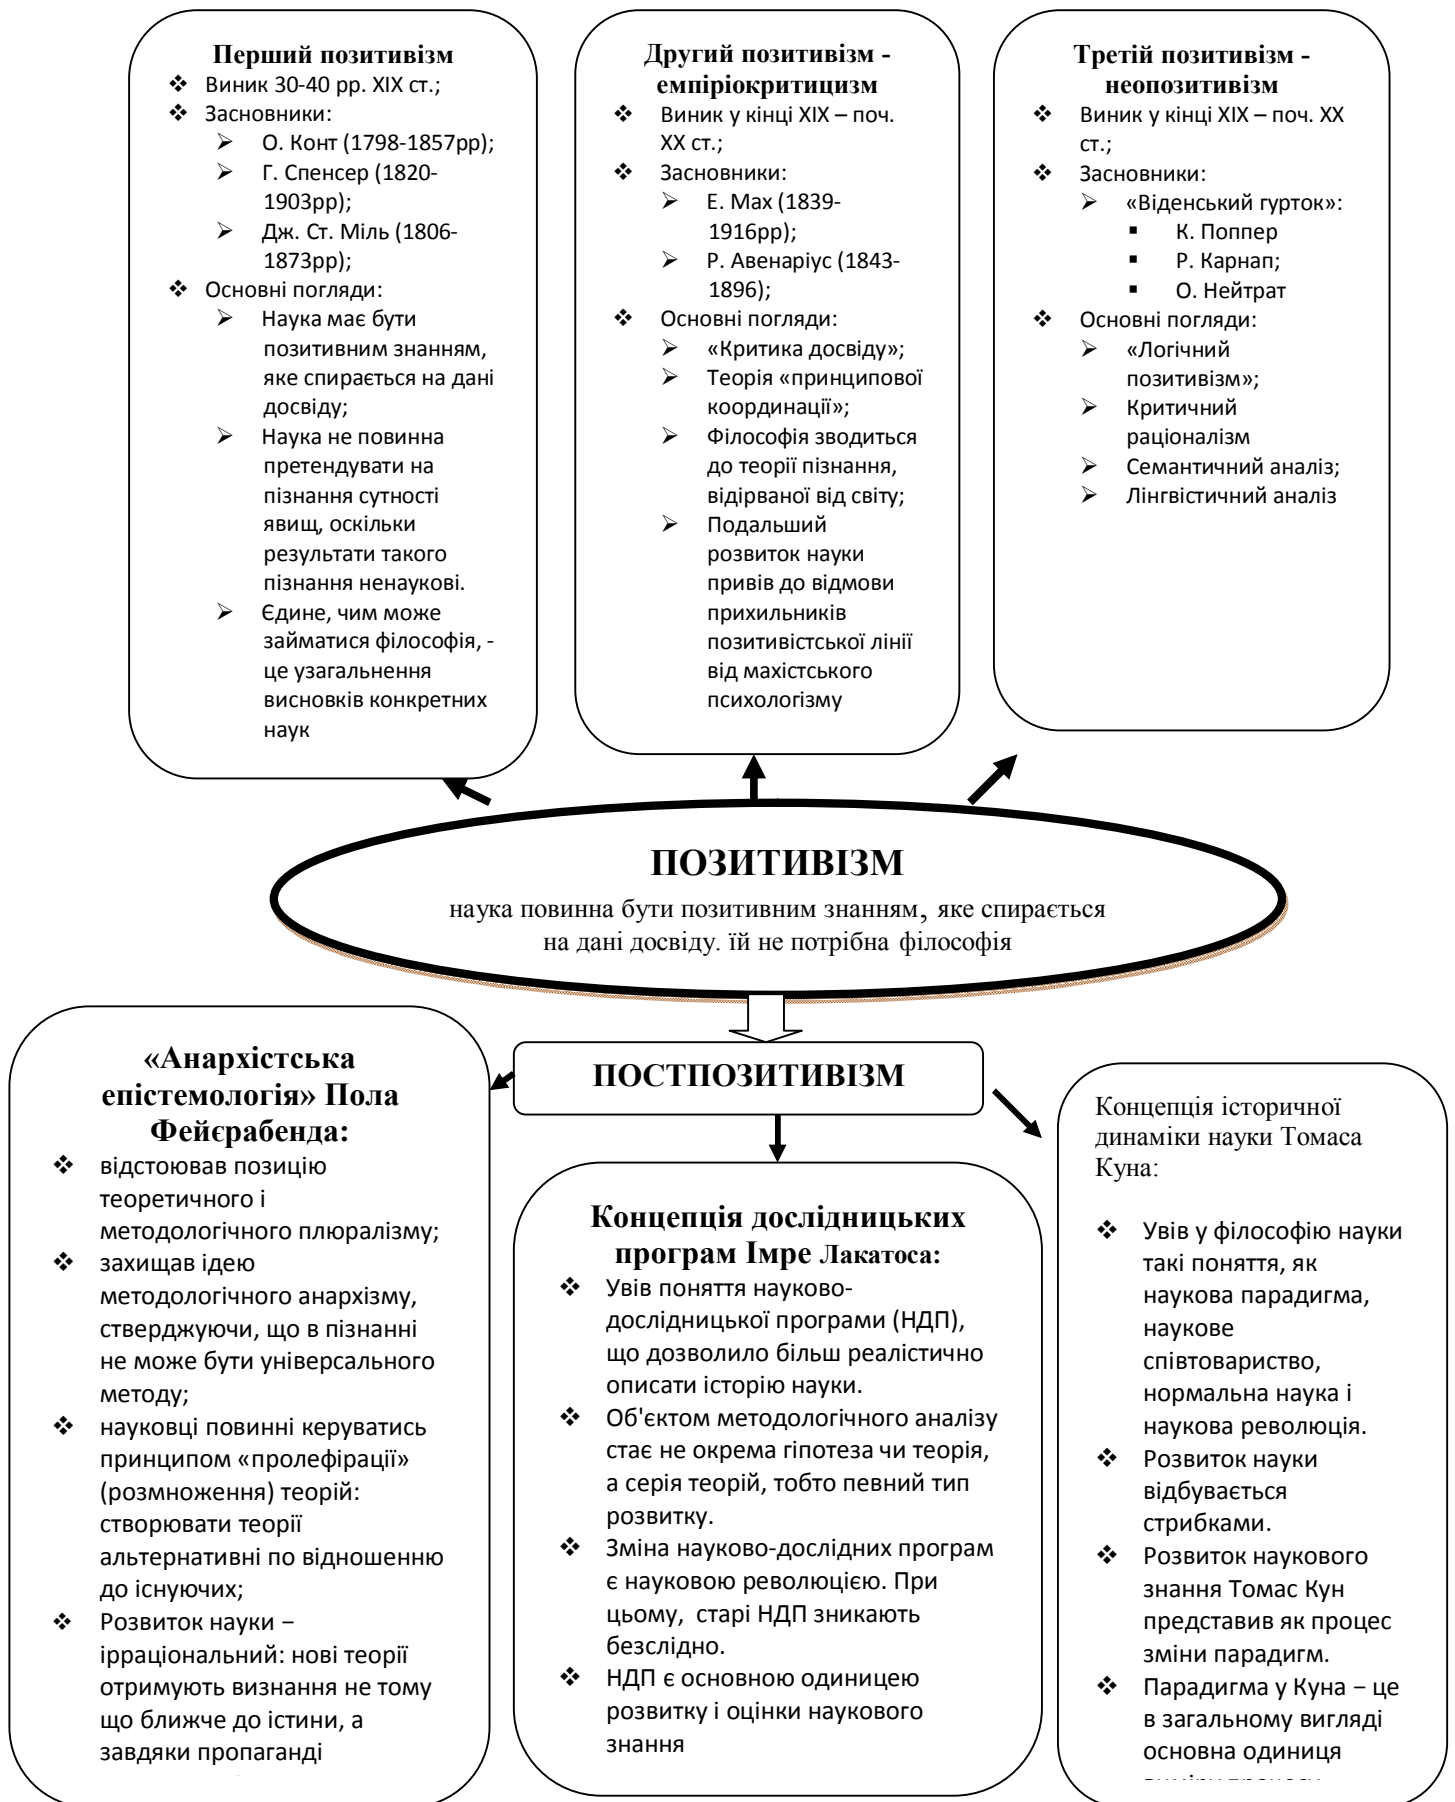 Перший позитивізм
❖ Виник 30-40 рр. XIX ст.;
❖ Засновники:
➢ О. Конт (1798-1857рр);
➢ Г. Спенсер (1820-
1903рр);
➢ Дж. Ст. Міль (1806-
1873рр);
❖ Основні погляди:
➢ Наука має бути
позитивним знанням,
яке спирається на дані
досвіду;
➢ Наука не повинна
претендувати на
пізнання сутності
явищ, оскільки
результати такого
пізнання ненаукові.
➢ Єдине, чим може
займатися філософія, -
це узагальнення
висновків конкретних
наук
Другий позитивізм -
емпіріокритицизм
❖ Виник у кінці XIX – поч.
XX ст.;
❖ Засновники:
➢ Е. Мах (1839-
1916рр);
➢ Р. Авенаріус (1843-
1896);
❖ Основні погляди:
➢ «Критика досвіду»;
➢ Теорія «принципової
координації»;
➢ Філософія зводиться
до теорії пізнання,
відірваної від світу;
➢ Подальший
розвиток науки
привів до відмови
прихильників
позитивістської лінії
від махістського
психологізму
Третій позитивізм -
неопозитивізм
❖ Виник у кінці XIX – поч. XX
ст.;
❖ Засновники:
➢ «Віденський гурток»:
▪ К. Поппер
▪ Р. Карнап;
▪ О. Нейтрат
❖ Основні погляди:
➢ «Логічний
позитивізм»;
➢ Критичний
раціоналізм
➢ Семантичний аналіз;
➢ Лінгвістичний аналіз
ПОЗИТИВІЗМ
наука повинна бути позитивним знанням, яке спирається
на дані досвіду. їй не потрібна філософія
ПОСТПОЗИТИВІЗМ
«Анархістська
епістемологія» Пола
Фейєрабенда:
❖ відстоював позицію
теоретичного і
методологічного плюралізму;
❖ захищав ідею
методологічного анархізму,
стверджуючи, що в пізнанні
не може бути універсального
методу;
❖ науковці повинні керуватись
принципом «пролефірації»
(розмноження) теорій:
створювати теорії
альтернативні по відношенню
до існуючих;
❖ Розвиток науки –
ірраціональний: нові теорії
отримують визнання не тому
що ближче до істини, а
завдяки пропаганді
Концепція дослідницьких
програм Імре Лакатоса:
❖ Увів поняття науково-
дослідницької програми (НДП),
що дозволило більш реалістично
описати історію науки.
❖ Об'єктом методологічного аналізу
стає не окрема гіпотеза чи теорія,
а серія теорій, тобто певний тип
розвитку.
❖ Зміна науково-дослідних програм
є науковою революцією. При
цьому, старі НДП зникають
безслідно.
❖ НДП є основною одиницею
розвитку і оцінки наукового
знання
Концепція історичної
динаміки науки Томаса
Куна:
❖ Увів у філософію науки
такі поняття, як
наукова парадигма,
наукове
співтовариство,
нормальна наука і
наукова революція.
❖ Розвиток науки
відбувається
стрибками.
❖ Розвиток наукового
знання Томас Кун
представив як процес
зміни парадигм.
❖ Парадигма у Куна – це
в загальному вигляді
основна одиниця